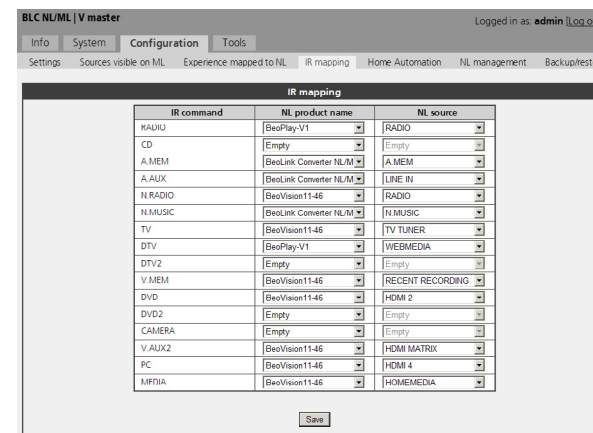 BLC NL/ML | V master
Logged in as: admin [Log o
Info System Configuration Tools
Settings Sources visible on ML Experience mapped to NL IR mapping Home Automation NL management Backup/rest
IR mapping
IR command NL product name NL source
RADIO BeoPlay-V1 RADIO
CD Empty Empty
A.MEM BeoLink Converter NL/M A.MEM
A.AUX BeoLink Converter NL/M LINE IN
N.RADIO BeoVision11-46 RADIO
N.MUSIC BeoLink Converter NL/M N.MUSIC
TV BeoVision11-46 TV TUNER
DTV BeoPlay-V1 WEBMEDIA
DTV2 Empty Empty
V.MEM BeoVision11-46 RECENT RECORDING
DVD BeoVision11-46 HDMI 2
DVD2 Empty Empty
CAMERA Empty Empty
V.AUX2 BeoVision11-46 HDMI MATRIX
PC BeoVision11-46 HDMI 4
MEDIA BeoVision11-46 HOMEMEDIA
Save